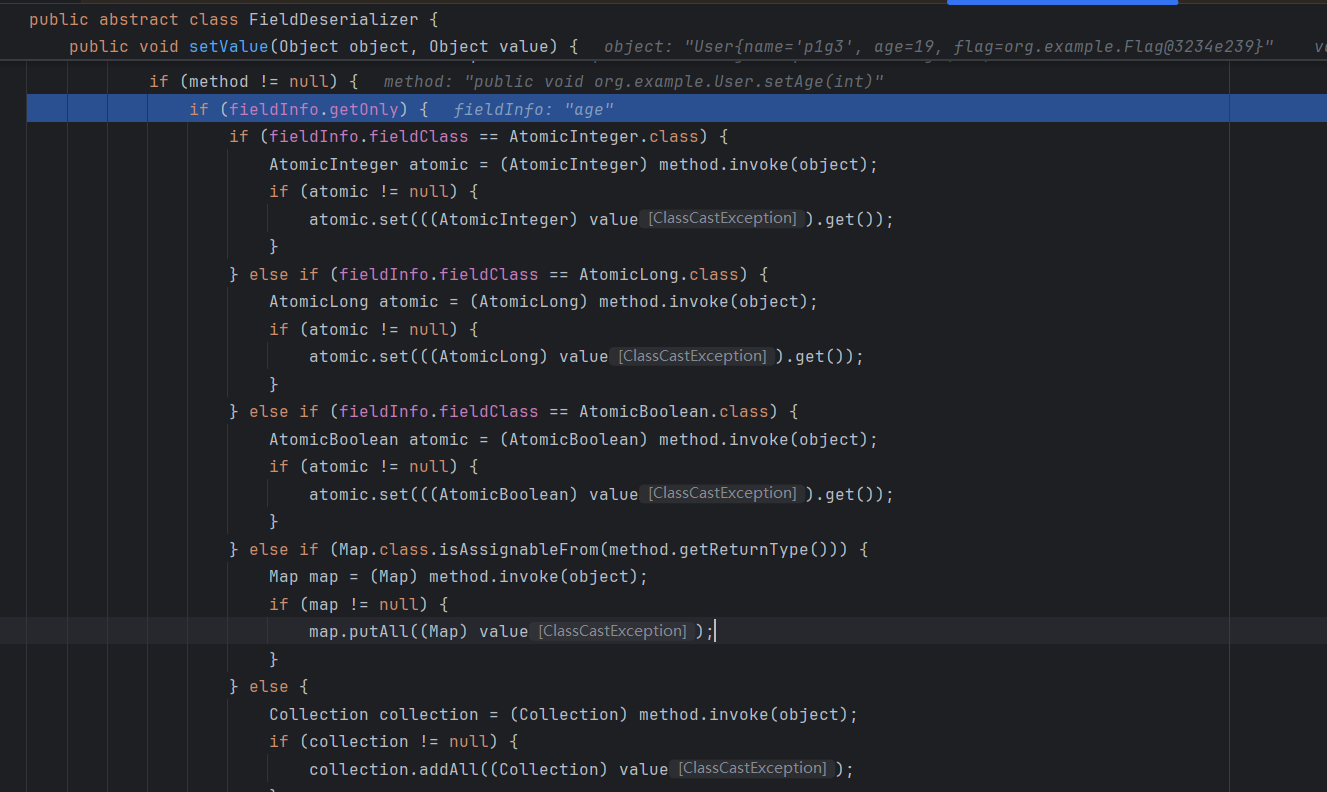 public abstract class FieldDeserializer {
public void setValue(Object object, Object value) { object: "User{name='p1g3', age=19, flag=org.example.Flag@3234e239}"
if (method != null) { method: "public void org.example.User.setAge(int)"
if (fieldInfo.getOnly) { fieldInfo: "age"
if (fieldInfo.fieldClass == AtomicInteger.class) {
AtomicInteger atomic = (AtomicInteger) method.invoke(object);
if (atomic != null) {
atomic.set(((AtomicInteger) value [ClassCastException] ).get());
}
} else if (fieldInfo.fieldClass == AtomicLong.class) {
AtomicLong atomic = (AtomicLong) method.invoke(object);
if (atomic != null) {
atomic.set(((AtomicLong) value [ClassCastException] ).get());
}
} else if (fieldInfo.fieldClass == AtomicBoolean.class) {
AtomicBoolean atomic = (AtomicBoolean) method.invoke(object);
if (atomic != null) {
atomic.set(((AtomicBoolean) value [ClassCastException] ).get());
}
} else if (Map.class.isAssignableFrom(method.getReturnType())) {
Map map = (Map) method.invoke(object);
if (map != null) {
map.putAll((Map) value [ClassCastException] );
}
} else {
Collection collection = (Collection) method.invoke(object);
if (collection != null) {
collection.addAll((Collection) value [ClassCastException] );